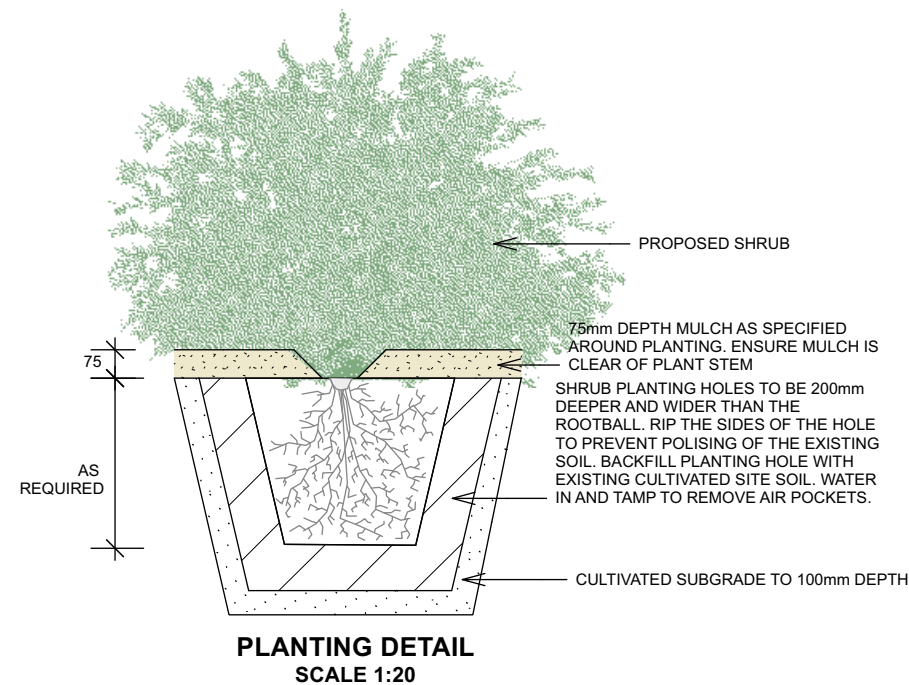 PROPOSED SHRUB
75mm DEPTH MULCH AS SPECIFIED
AROUND PLANTING. ENSURE MULCH IS
CLEAR OF PLANT STEM
75
SHRUB PLANTING HOLES TO BE 200mm
DEEPER AND WIDER THAN THE
ROOTBALL. RIP THE SIDES OF THE HOLE
TO PREVENT POLISING OF THE EXISTING
SOIL. BACKFILL PLANTING HOLE WITH
EXISTING CULTIVATED SITE SOIL. WATER
IN AND TAMP TO REMOVE AIR POCKETS.
AS
REQUIRED
CULTIVATED SUBGRADE TO 100mm DEPTH
PLANTING DETAIL
SCALE 1:20